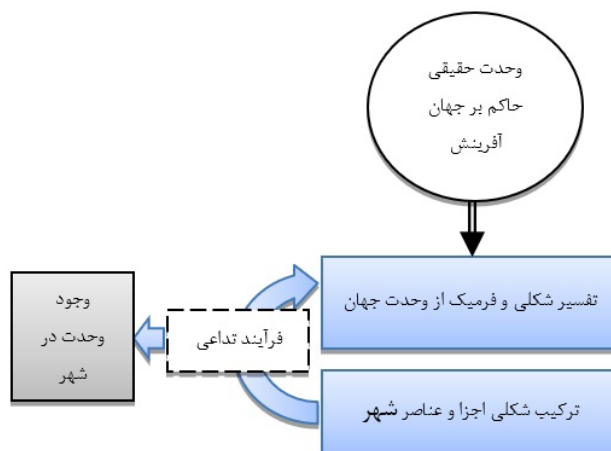 وحدت حقیقی
حاکم بر جهان
آفرینش
تفسیر شکلی و فرمیک از وحدت جهان
فرآیند تداعی
وجود
وحدت در
شهر
ترکیب شکلی اجزا و عناصر شهر